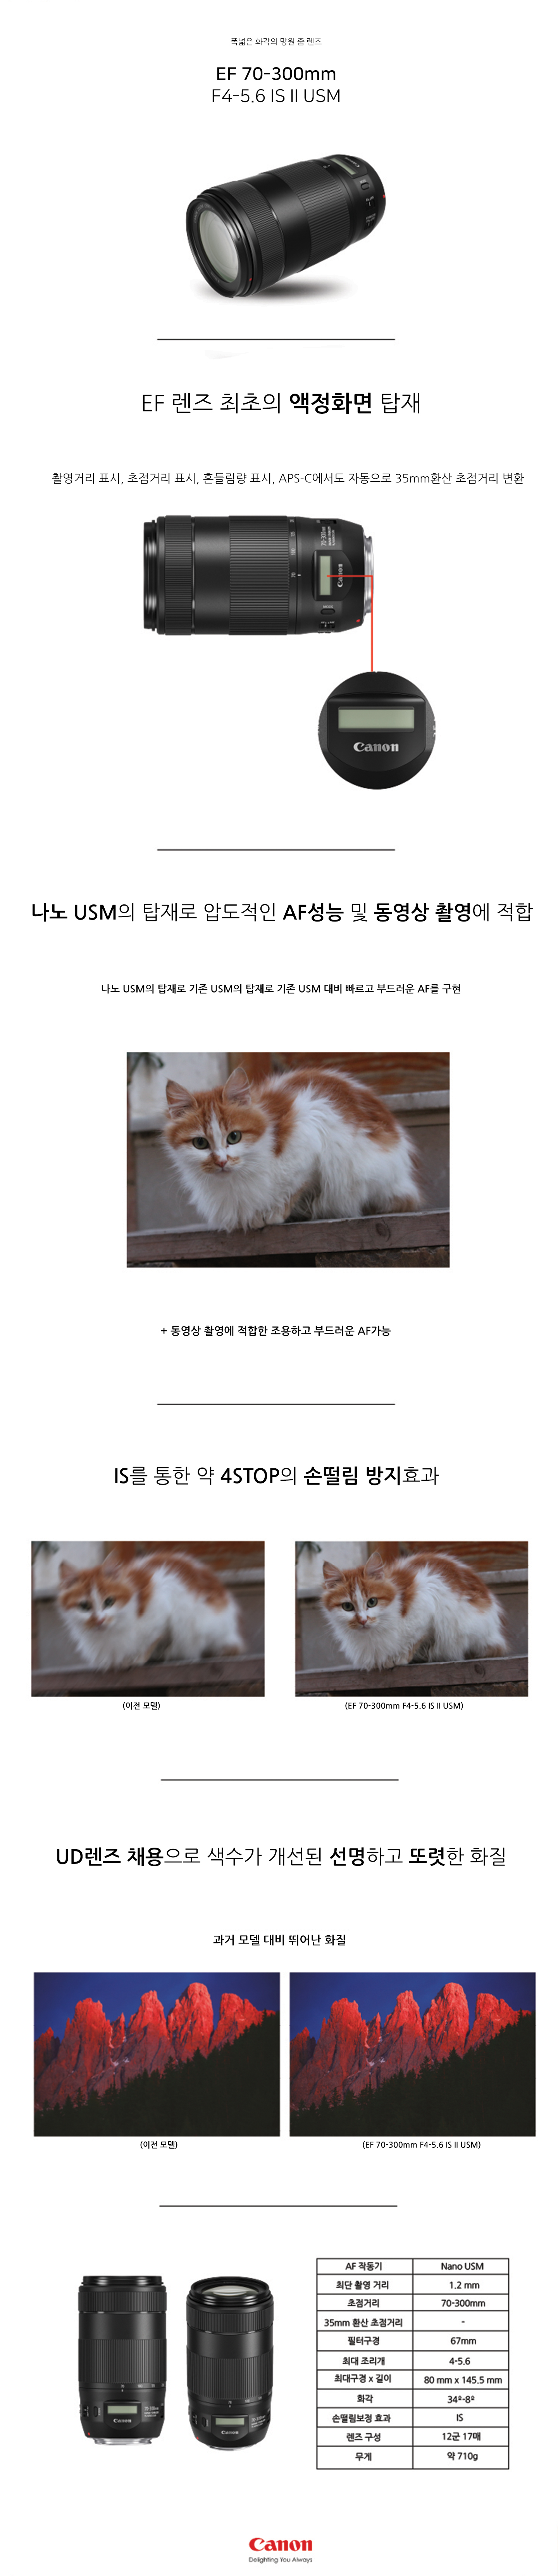 폭넓은 화각의 망원 줌 렌즈
EF 70-300mm
F4-5.6 IS II USM
EF 렌즈 최초의 액정화면 탑재
촬영거리 표시, 초점거리 표시, 흔들림량 표시, APS-C에서도 자동으로 35mm환산 초점거리 변환
Canon
Canon
나노 USM의 탑재로 압도적인 AF성능 및 동영상 촬영에 적합
나노 USM의 탑재로 기존 USM의 탑재로 기존 USM 대비 빠르고 부드러운 AF를 구현
+ 동영상 촬영에 적합한 조용하고 부드러운 AF가능
IS를 통한 약 4STOP의 손떨림 방지효과
(이전 모델)
(EF 70-300mm F4-5.6 IS II USM)
UD렌즈 채용으로 색수가 개선된 선명하고 또렷한 화질
과거 모델 대비 뛰어난 화질
(이전 모델)
(EF 70-300mm F4-5.6 IS II USM)
Canon
Canon
AF 작동기 Nano USM
최단 촬영 거리 1.2 mm
초점거리 70-300mm
35mm 환산 초점거리 -
필터구경 67mm
최대 조리개 4-5.6
최대구경 x 길이 80 mm x 145.5 mm
화각 34º-8º
손떨림보정 효과 IS
렌즈 구성 12군 17매
무게 약 710g
Canon
Delighting You Always